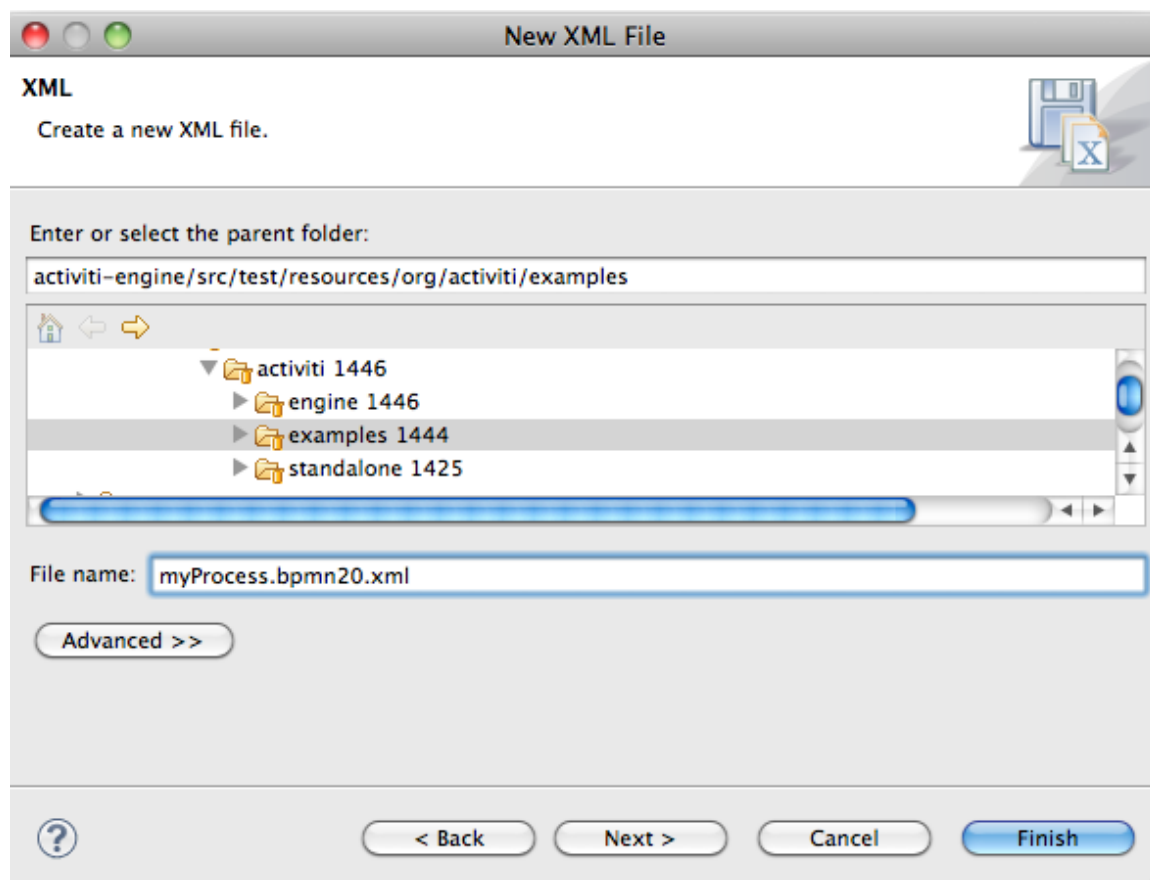 New XML File
XML
Create a new XML file.
X
Enter or select the parent folder:
activiti-engine/src/test/resources/org/activiti/examples
activiti 1446
engine 1446
examples 1444
standalone 1425
File name: myProcess.bpmn20.xml
Advanced >>
? < Back Next > Cancel Finish